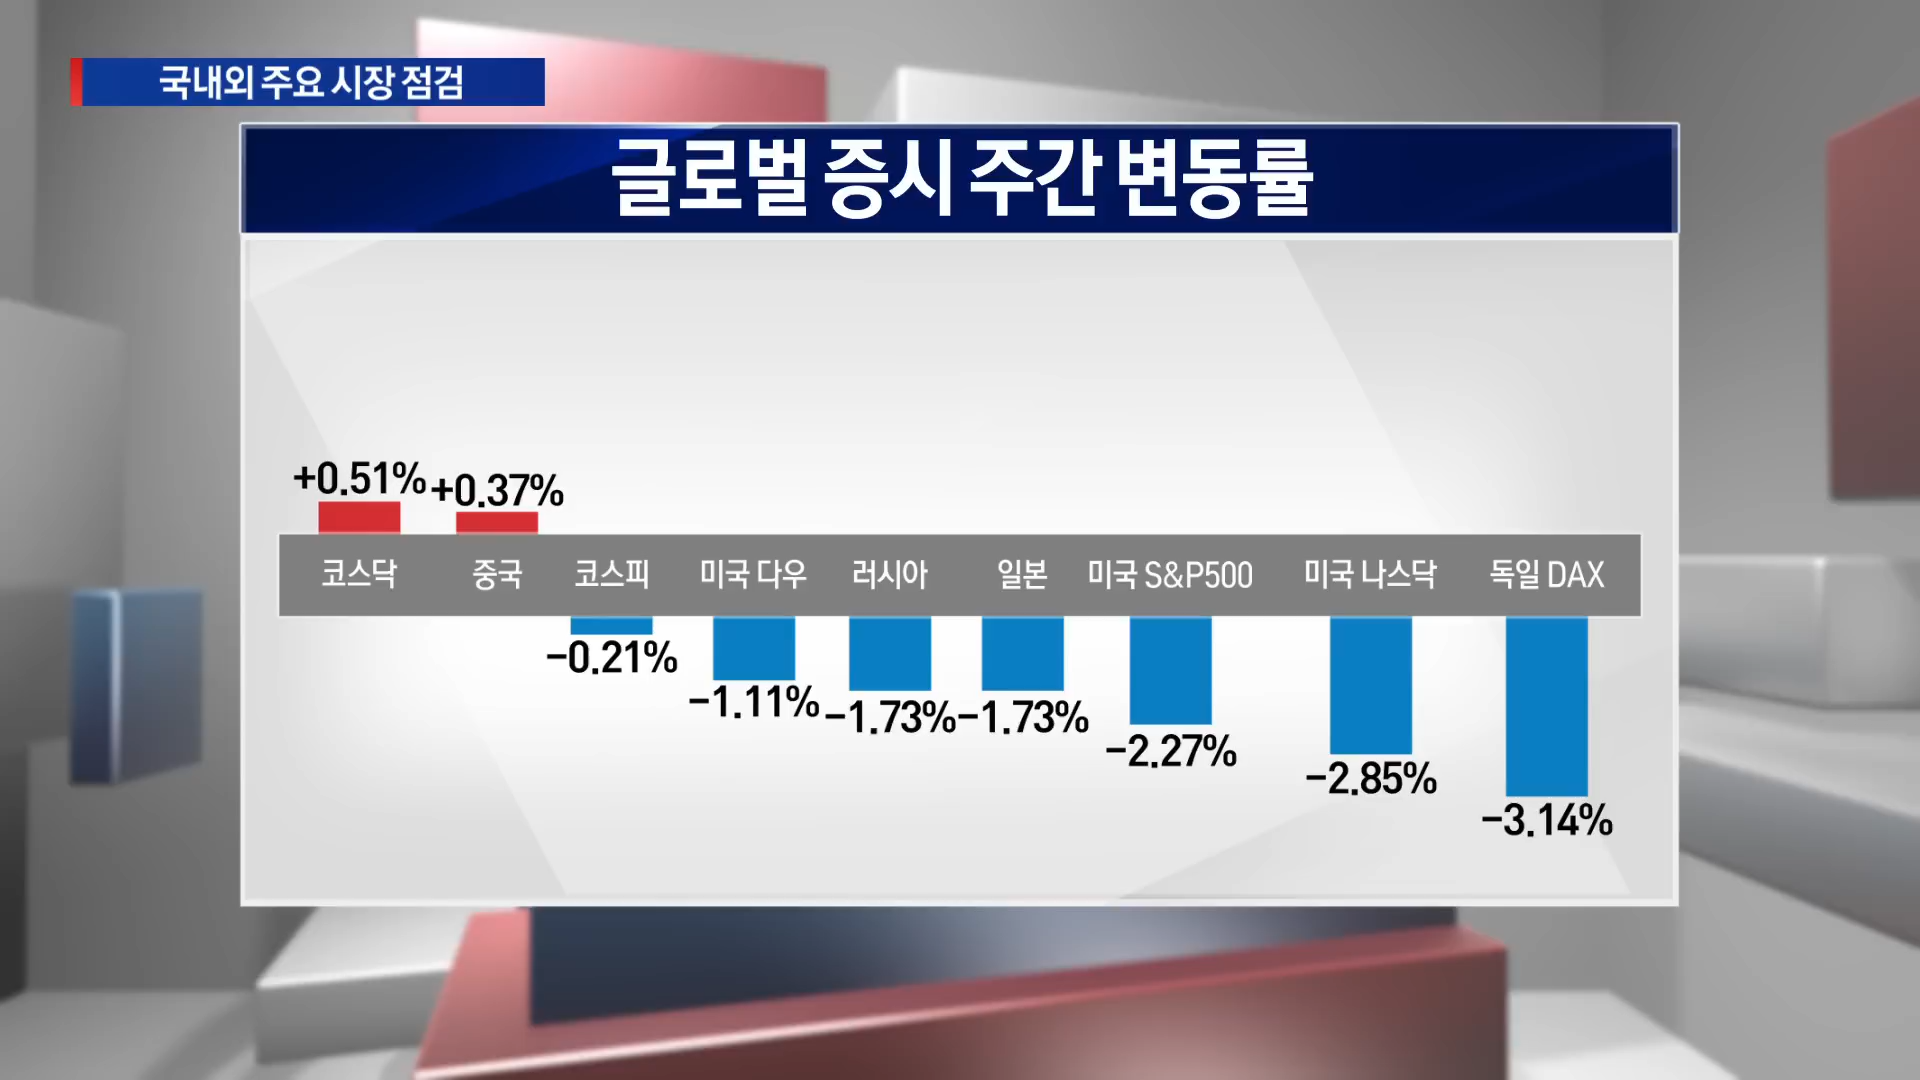 국내외 주요 시장 점검
글로벌 증시 주간 변동률
+0.51% +0.37%
코스닥 중국 코스피 미국 다우 러시아 일본 미국 S&P500 미국 나스닥 독일 DAX
-0.21% -1.11% -1.73% -1.73% -2.27% -2.85% -3.14%